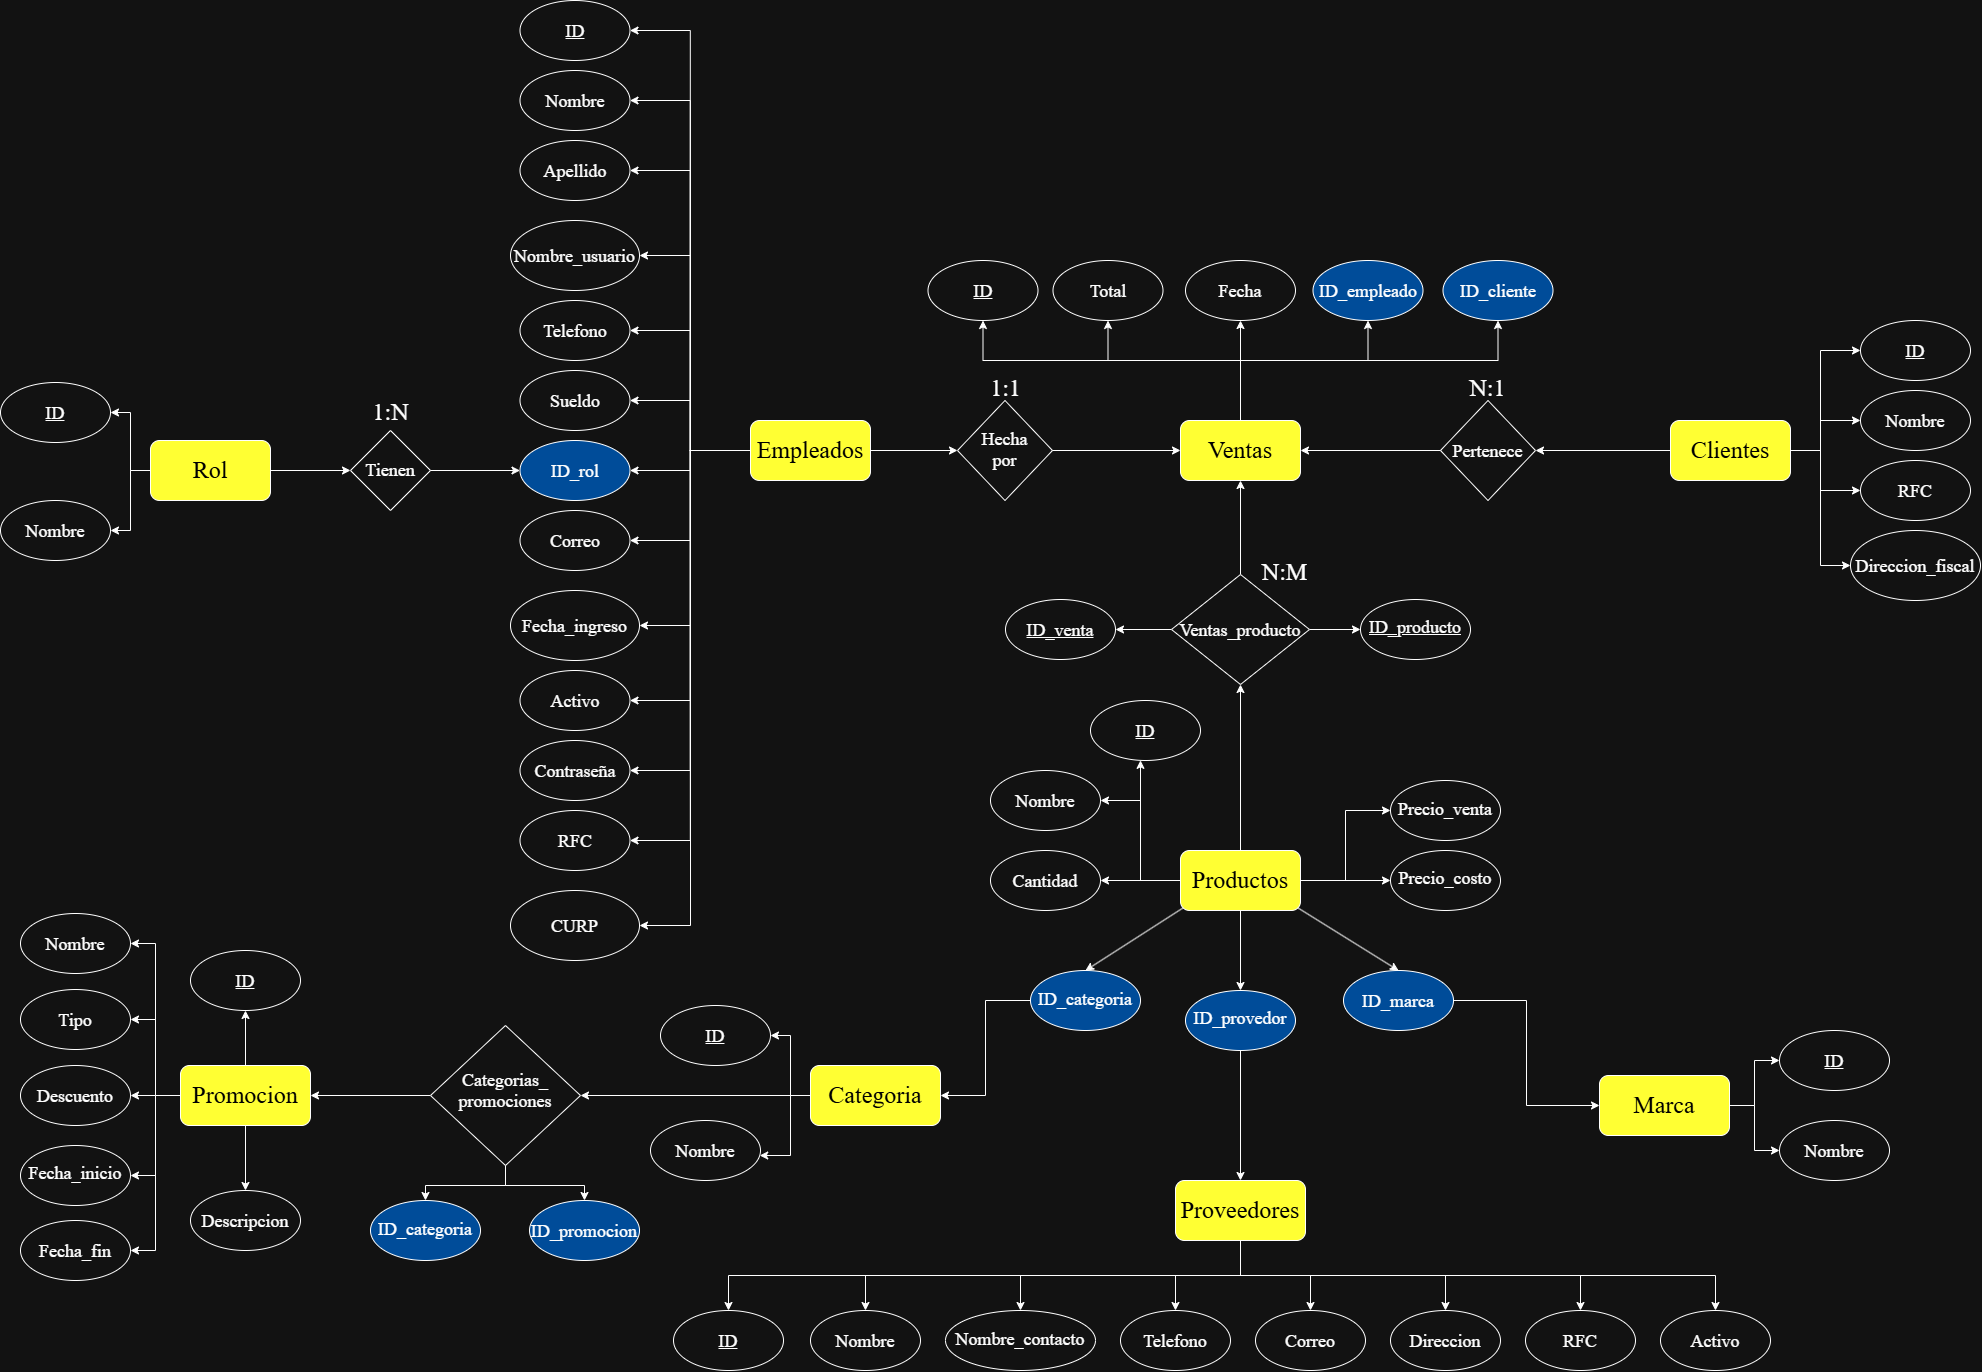 ID
Nombre
Apellido
Nombre_usuario
Telefono
Sueldo
ID_rol
Correo
Fecha_ingreso
Activo
Contraseña
RFC
CURP
ID
Nombre
Rol
1:N
Tienen
Empleados
1:1
Hecha
por
ID
Total
Fecha
ID_empleado
ID_cliente
Ventas
N:1
Pertenece
Clientes
ID
Nombre
RFC
Direccion_fiscal
N:M
ID_venta
Ventas_producto
ID_producto
ID
Nombre
Cantidad
Productos
Precio_venta
Precio_costo
ID_categoria
ID_provedor
ID_marca
Nombre
Tipo
Descuento
Fecha_inicio
Fecha_fin
ID
Promocion
Descripcion
Categorias_
promociones
ID_categoria
ID_promocion
ID
Nombre
Categoria
Marca
ID
Nombre
Proveedores
ID
Nombre
Nombre_contacto
Telefono
Correo
Direccion
RFC
Activo